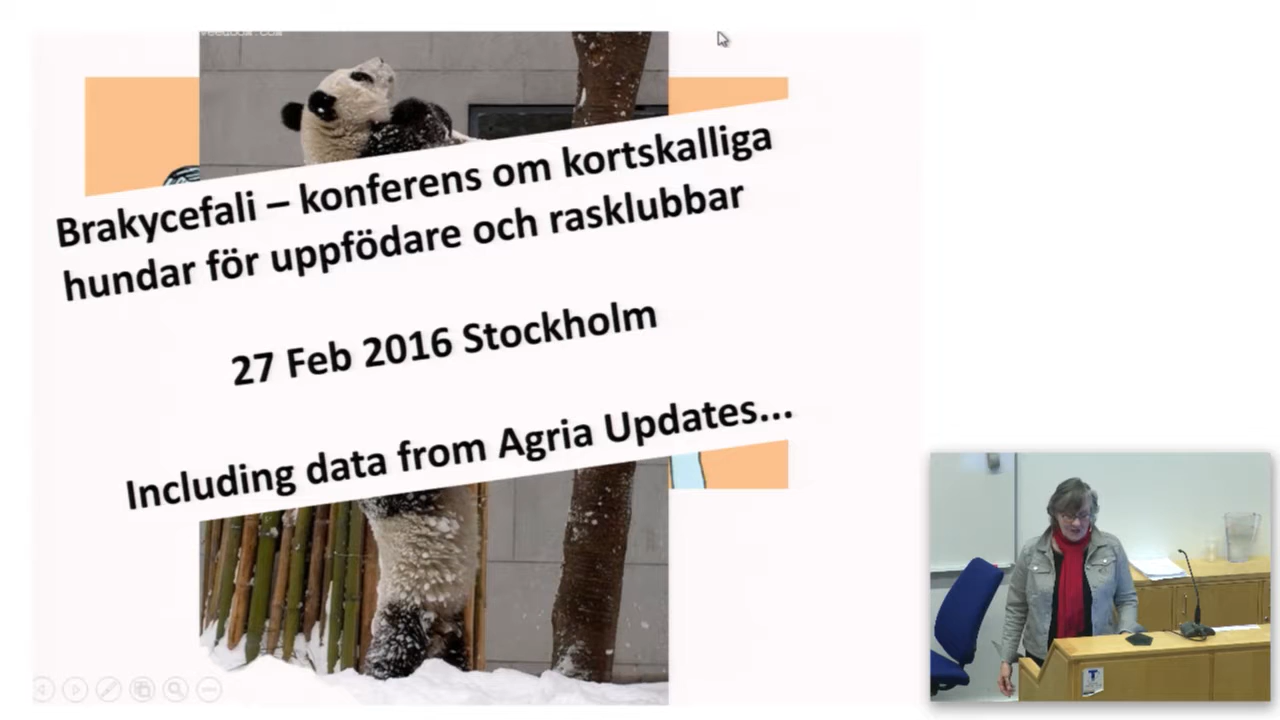 Brakycefali – konferens om kortskalliga
hundar för uppfödare och rasklubbar
27 Feb 2016 Stockholm
Including data from Agria Updates...